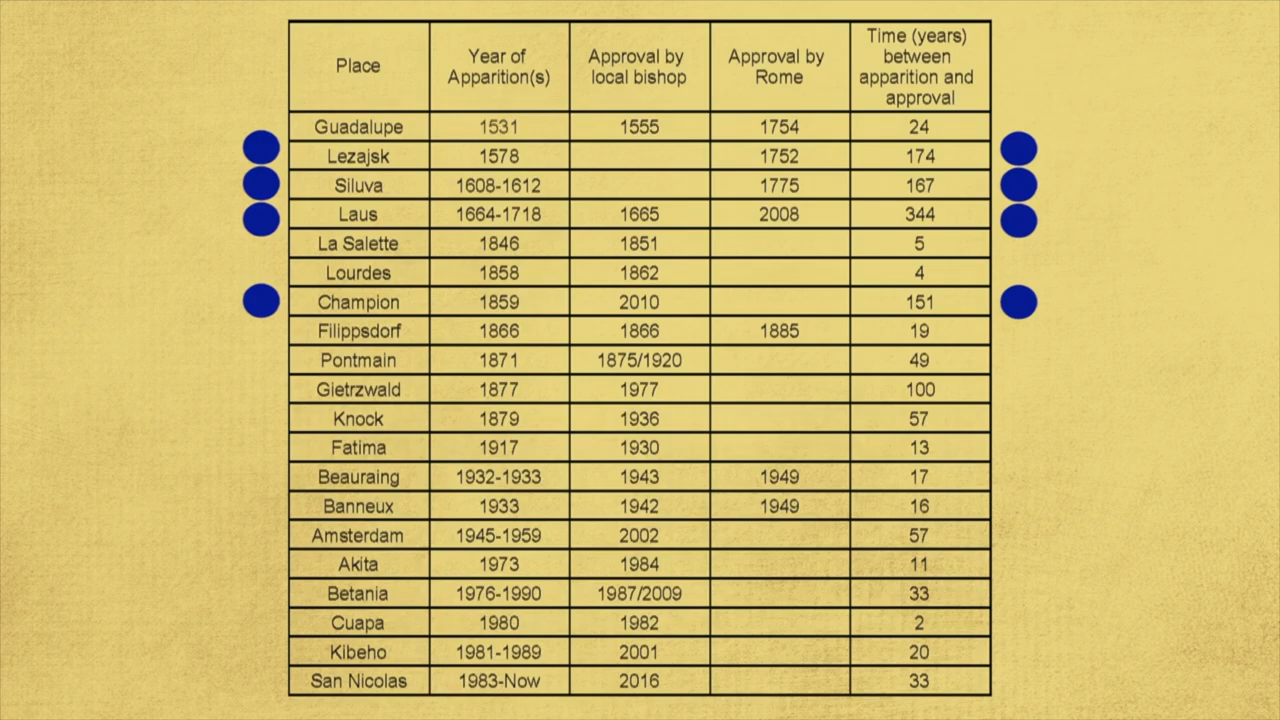 Place | Year of Apparition(s) | Approval by local bishop | Approval by Rome | Time (years) between apparition and approval
Guadalupe | 1531 | 1555 | 1754 | 24
Lezajsk | 1578 | | 1752 | 174
Siluva | 1608-1612 | | 1775 | 167
Laus | 1664-1718 | 1665 | 2008 | 344
La Salette | 1846 | 1851 | | 5
Lourdes | 1858 | 1862 | | 4
Champion | 1859 | 2010 | | 151
Filippsdorf | 1866 | 1866 | 1885 | 19
Pontmain | 1871 | 1875/1920 | | 49
Gietrzwald | 1877 | 1977 | | 100
Knock | 1879 | 1936 | | 57
Fatima | 1917 | 1930 | | 13
Beauraing | 1932-1933 | 1943 | 1949 | 17
Banneux | 1933 | 1942 | 1949 | 16
Amsterdam | 1945-1959 | 2002 | | 57
Akita | 1973 | 1984 | | 11
Betania | 1976-1990 | 1987/2009 | | 33
Cuapa | 1980 | 1982 | | 2
Kibeho | 1981-1989 | 2001 | | 20
San Nicolas | 1983-Now | 2016 | | 33